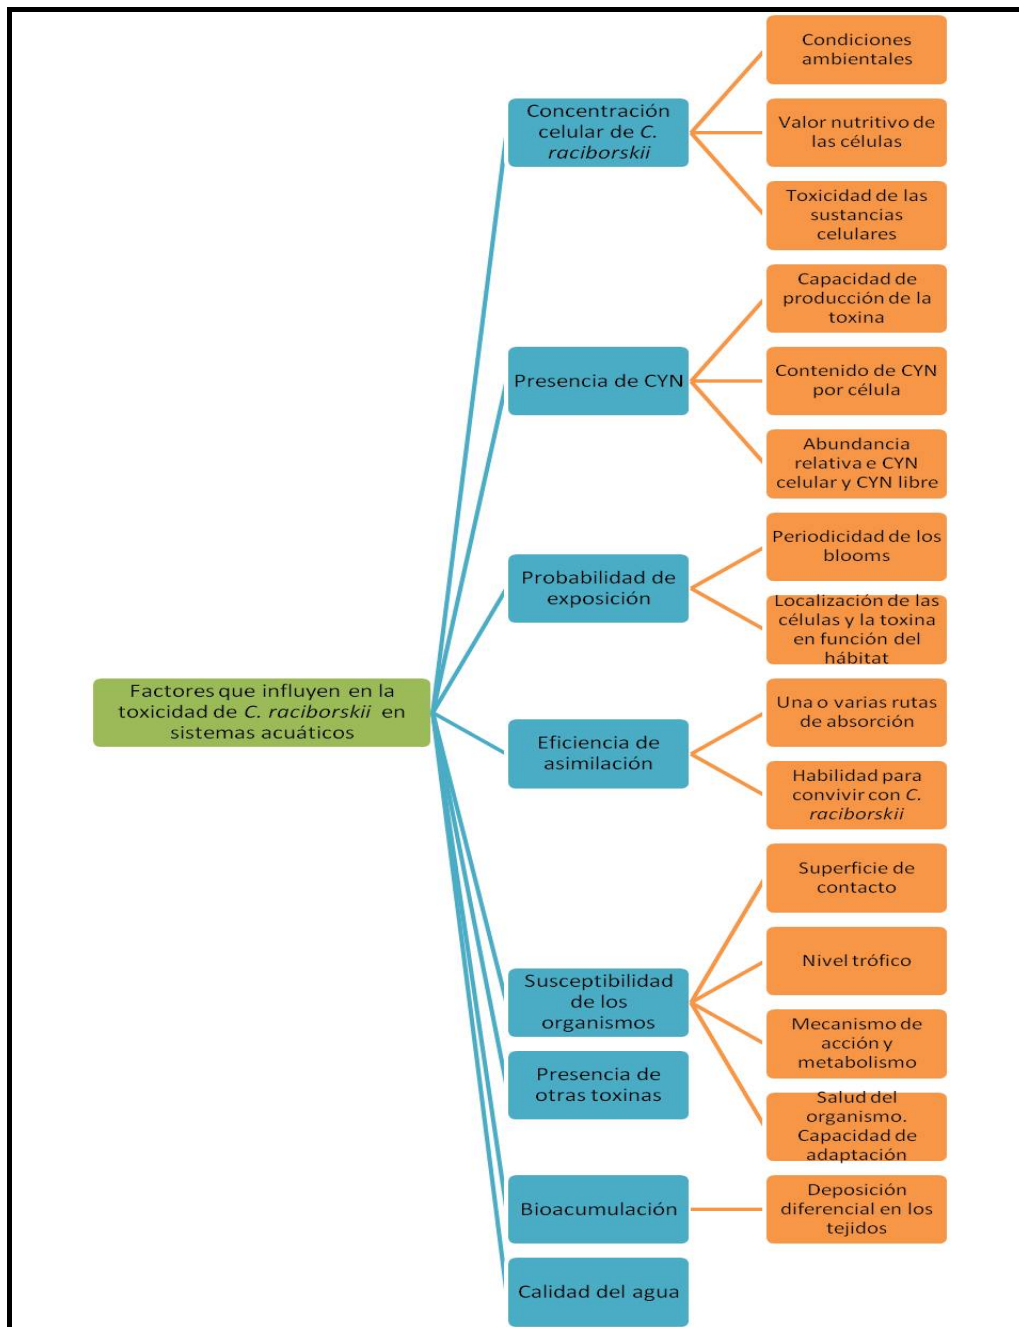 Factores que influyen en la
toxicidad de C. raciborskii en
sistemas acuáticos
Concentración
celular de C.
raciborskii
Condiciones
ambientales
Valor nutritivo de
las células
Toxicidad de las
sustancias
celulares
Presencia de CYN
Capacidad de
producción de la
toxina
Contenido de CYN
por célula
Abundancia
relativa e CYN
celular y CYN libre
Probabilidad de
exposición
Periodicidad de los
blooms
Localización de las
células y la toxina
en función del
hábitat
Eficiencia de
asimilación
Una o varias rutas
de absorción
Habilidad para
convivir con C.
raciborskii
Susceptibilidad
de los
organismos
Superficie de
contacto
Nivel trófico
Mecanismo de
acción y
metabolismo
Salud del
organismo.
Capacidad de
adaptación
Presencia de
otras toxinas
Bioacumulación
Deposición
diferencial en los
tejidos
Calidad del agua